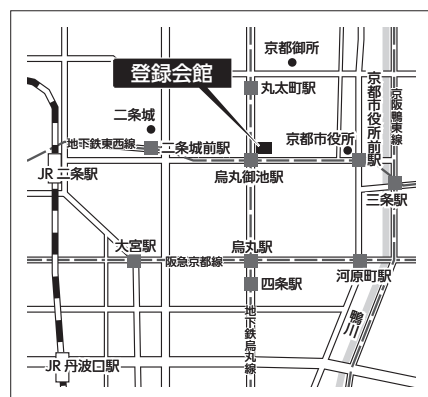 京都御所
登録会館
丸太町駅
京都市役所前駅
京阪鴨東線
二条城
京都市役所
地下鉄東西線
二条城前駅
JR 二条駅
烏丸御池駅
三条駅
大宮駅
烏丸駅
阪急京都線
河原町駅
四条駅
鴨川
地下鉄烏丸線
JR 丹波口駅